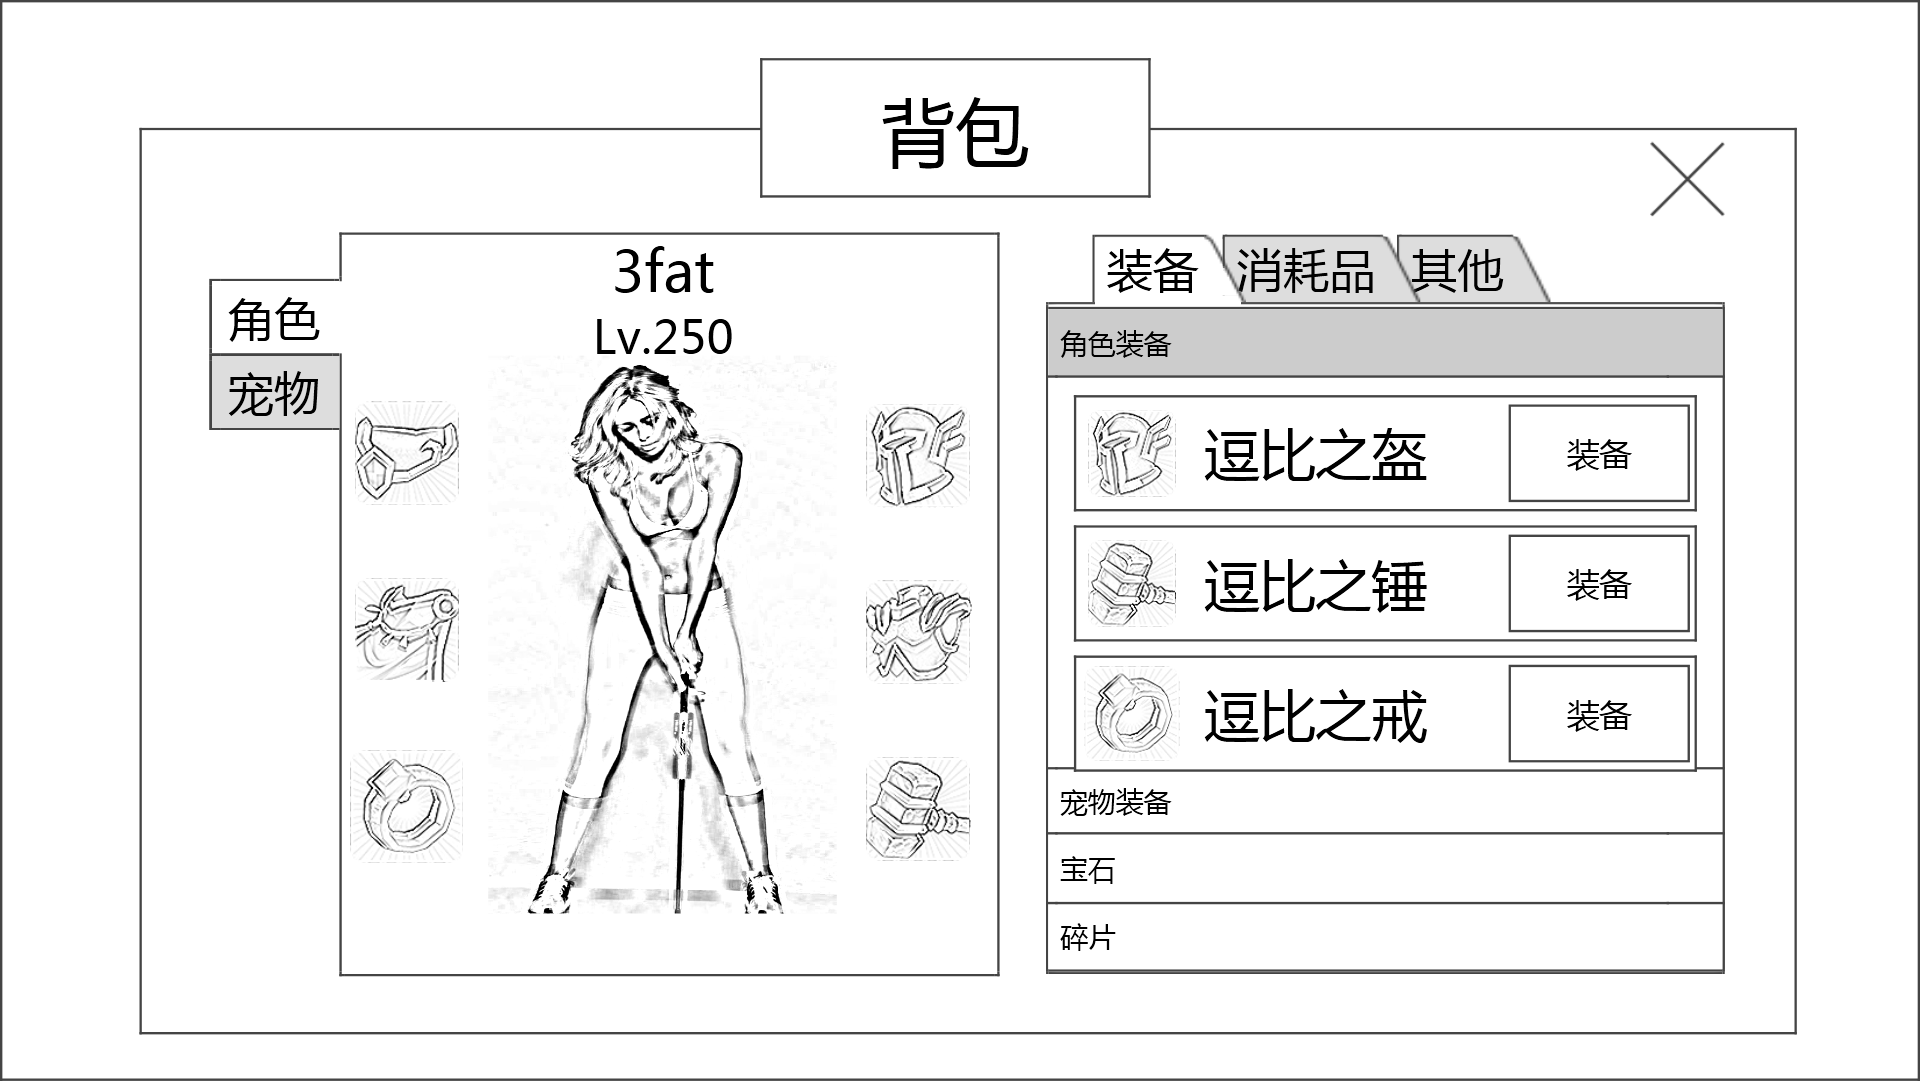 背包
角色
宠物
3fat
Lv.250
装备
消耗品
其他
角色装备
逗比之盔
装备
逗比之锤
装备
逗比之戒
装备
宠物装备
宝石
碎片